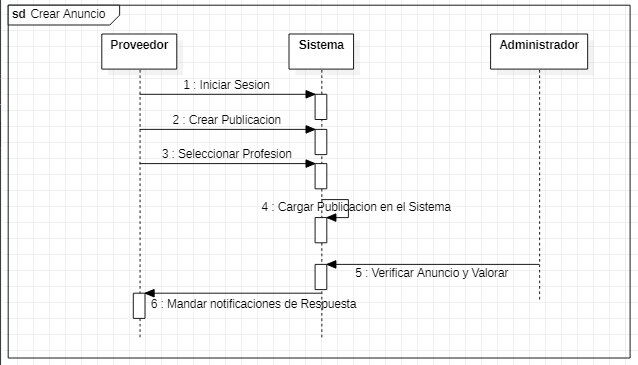 sd Crear Anuncio
Proveedor
Sistema
Administrador
1 : Iniciar Sesion
2 : Crear Publicacion
3 : Seleccionar Profesion
4 : Cargar Publicacion en el Sistema
5 : Verificar Anuncio y Valorar
6 : Mandar notificaciones de Respuesta